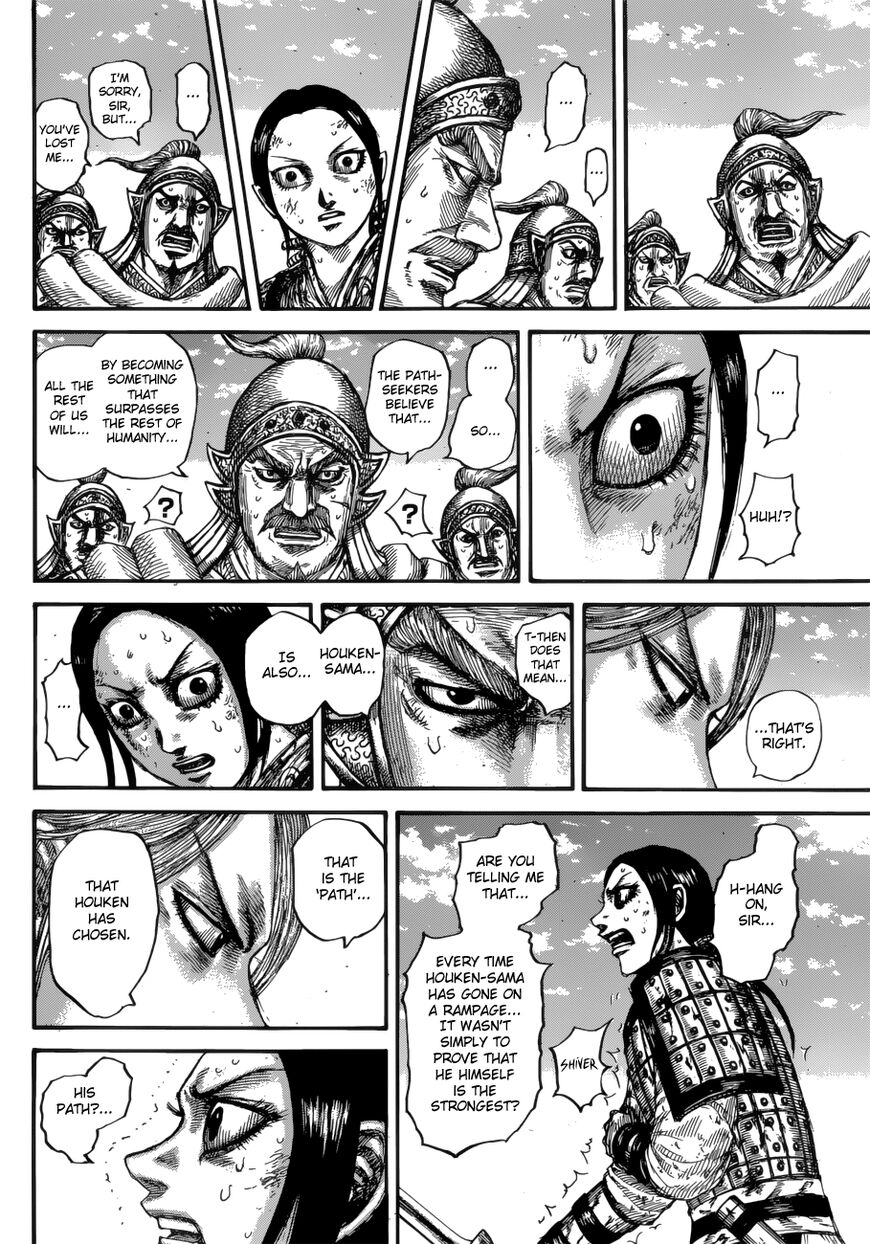 ...
...
...
I'M
SORRY,
SIR,
BUT...
YOU'VE
LOST
ME...
...
HUH!?
...
SO...
THE PATH-
SEEKERS
BELIEVE
THAT...
?
BY BECOMING
SOMETHING
THAT
SURPASSES
THE REST OF
HUMANITY...
ALL THE
REST
OF US
WILL...
?
...THAT'S
RIGHT.
T-THEN
DOES
THAT
MEAN...
HOUKEN-
SAMA...
IS
ALSO...
...
H-HANG
ON,
SIR...
ARE YOU
TELLING ME
THAT...
EVERY TIME
HOUKEN-SAMA
HAS GONE ON
A RAMPAGE...
IT WASN'T
SIMPLY TO
PROVE THAT
HE HIMSELF
IS THE
STRONGEST?
SHIVER
THAT
IS THE
'PATH'...
THAT
HOUKEN
HAS
CHOSEN.
HIS
PATH?...